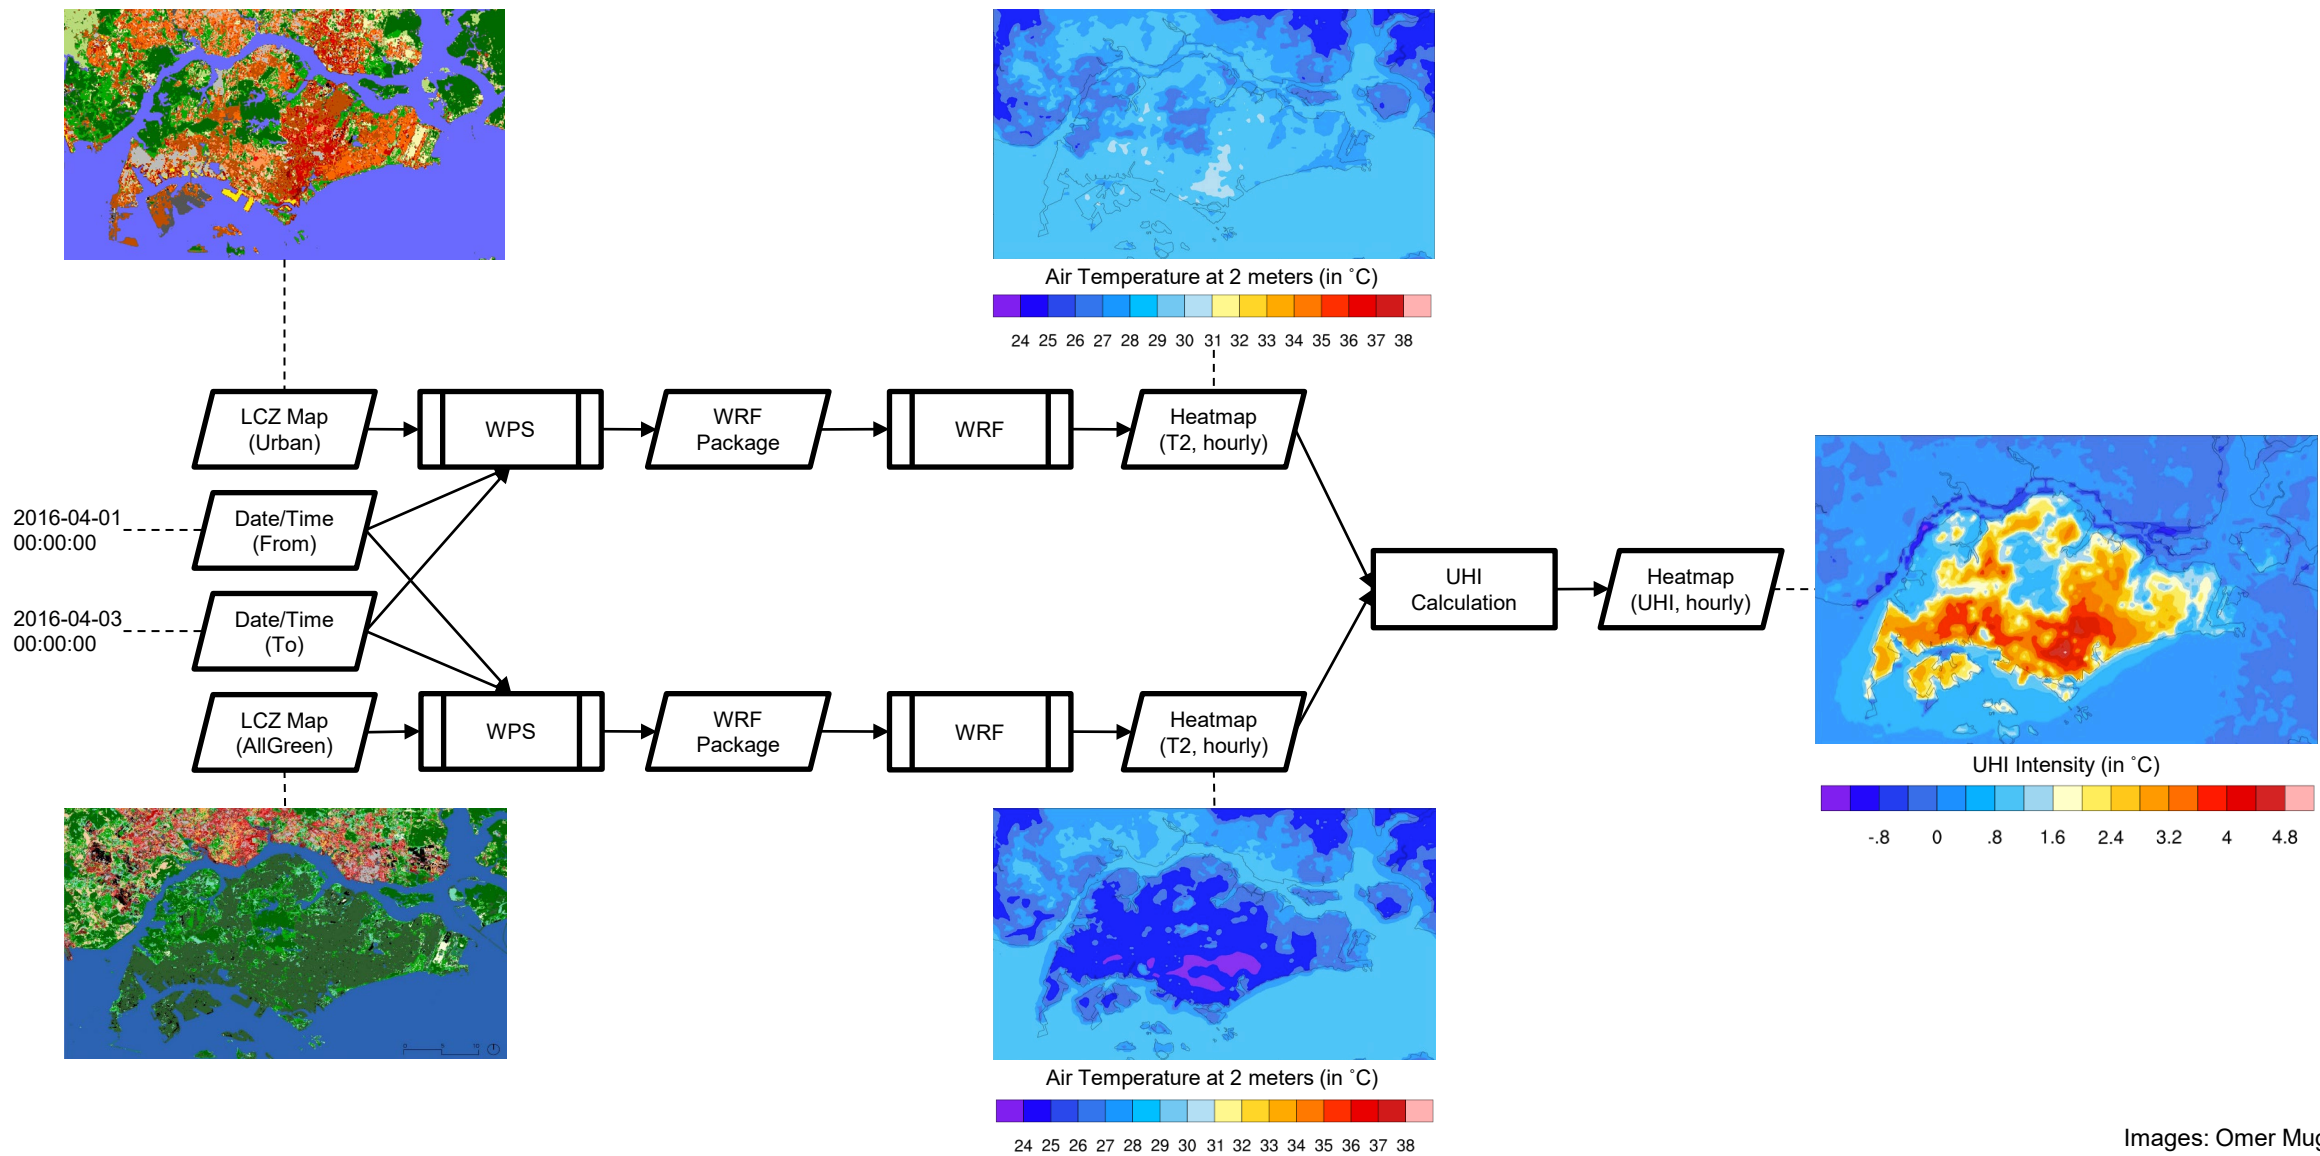 Air Temperature at 2 meters (in ˚C)
24 25 26 27 28 29 30 31 32 33 34 35 36 37 38
LCZ Map
(Urban)
WPS
WRF
Package
WRF
Heatmap
(T2, hourly)
2016-04-01
00:00:00
Date/Time
(From)
2016-04-03
00:00:00
Date/Time
(To)
UHI
Calculation
Heatmap
(UHI, hourly)
LCZ Map
(AllGreen)
WPS
WRF
Package
WRF
Heatmap
(T2, hourly)
UHI Intensity (in ˚C)
-.8 0 .8 1.6 2.4 3.2 4 4.8
0 5 10
Air Temperature at 2 meters (in ˚C)
24 25 26 27 28 29 30 31 32 33 34 35 36 37 38
Images: Omer Mug